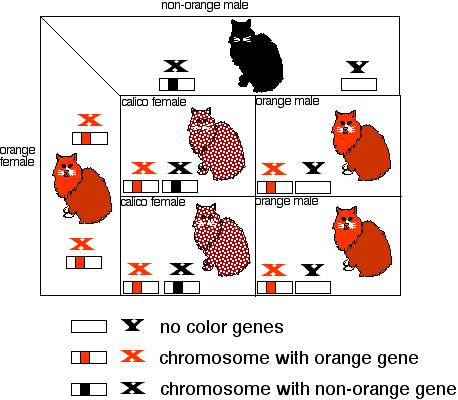 non-orange male
X
Y
calico female
orange male
orange
female
X
X
X
X
Y
calico female
orange male
X
X
X
X
Y
Y
no color genes
X
chromosome with orange gene
X
chromosome with non-orange gene